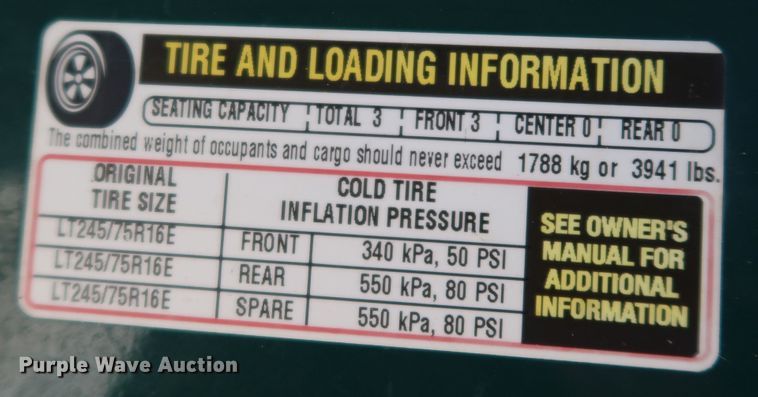 TIRE AND LOADING INFORMATION
SEATING CAPACITY TOTAL 3 FRONT 3 CENTER 0 REAR 0
The combined weight of occupants and cargo should never exceed 1788 kg or 3941 lbs.
ORIGINAL
TIRE SIZE
COLD TIRE
INFLATION PRESSURE
LT245/75R16E FRONT 340 kPa, 50 PSI
LT245/75R16E REAR 550 kPa, 80 PSI
LT245/75R16E SPARE 550 kPa, 80 PSI
SEE OWNER'S
MANUAL FOR
ADDITIONAL
INFORMATION
Purple Wave Auction